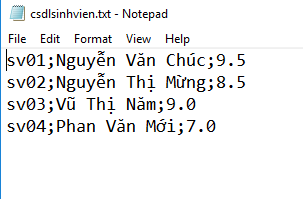 csdlsinhvien.txt - Notepad
File Edit Format View Help
sv01;Nguyễn Văn Chúc;9.5
sv02;Nguyễn Thị Mừng;8.5
sv03;Vũ Thị Năm;9.0
sv04;Phan Văn Mới;7.0